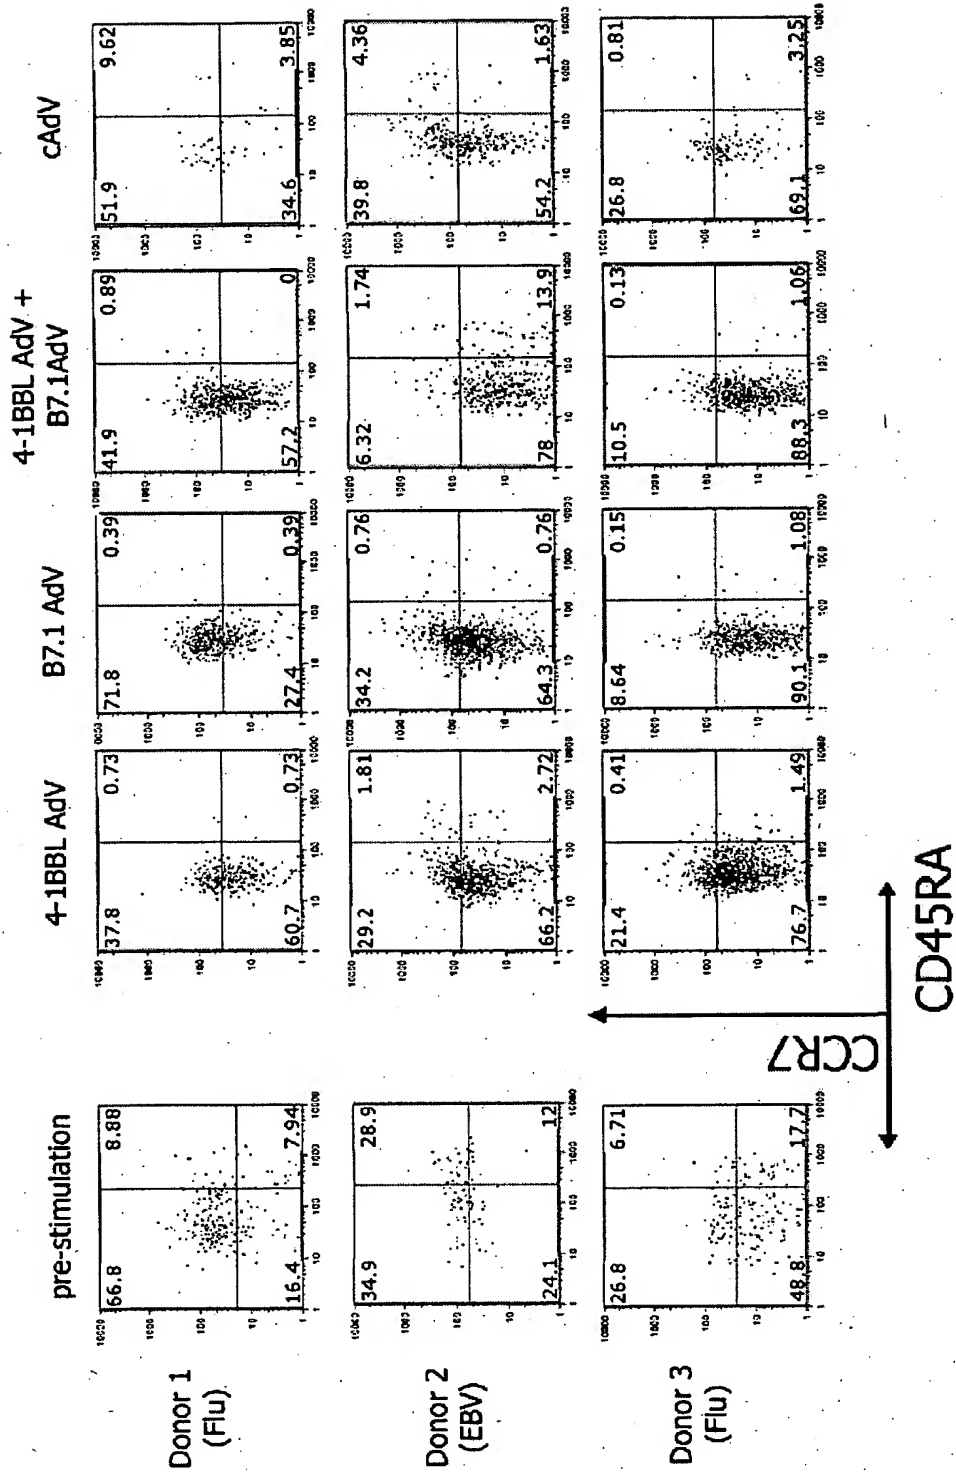 pre-stimulation
4-1BBL AdV
B7.1 AdV
4-1BBL AdV +
B7.1AdV
cAdV
Donor 1
(Flu)
66.8 8.88
16.4 7.94
37.8 0.73
60.7 0.73
71.8 0.39
27.4 0.39
41.9 0.89
57.2 0
51.9 9.62
34.6 3.85
Donor 2
(EBV)
34.9 28.9
24.1 12
29.2 1.81
66.2 2.72
34.2 0.76
64.3 0.76
6.32 1.74
78 13.9
39.8 4.36
54.2 1.63
Donor 3
(Flu)
26.8 6.71
48.8 17.7
21.4 0.41
76.7 1.49
8.64 0.15
90.1 1.08
10.5 0.13
88.3 1.06
26.8 0.81
69.1 3.25
CCR7
CD45RA